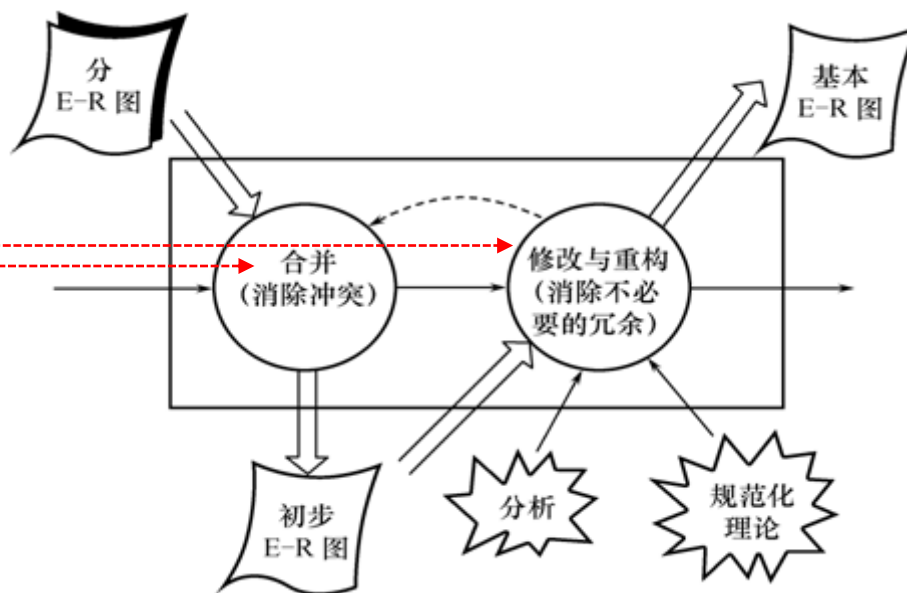 分
E-R 图
基本
E-R 图
合并
(消除冲突)
修改与重构
(消除不必
要的冗余)
初步
E-R 图
分析
规范化
理论